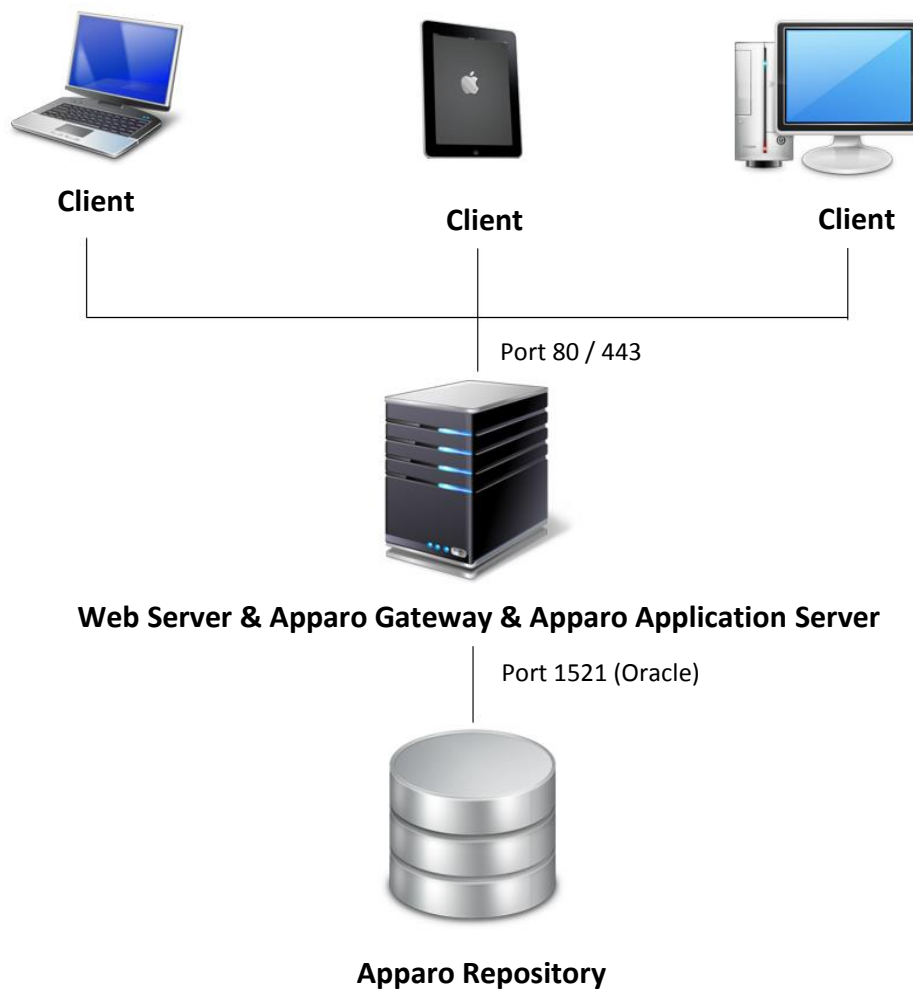 Client
Client
Client
Port 80 / 443
Web Server & Apparo Gateway & Apparo Application Server
Port 1521 (Oracle)
Apparo Repository